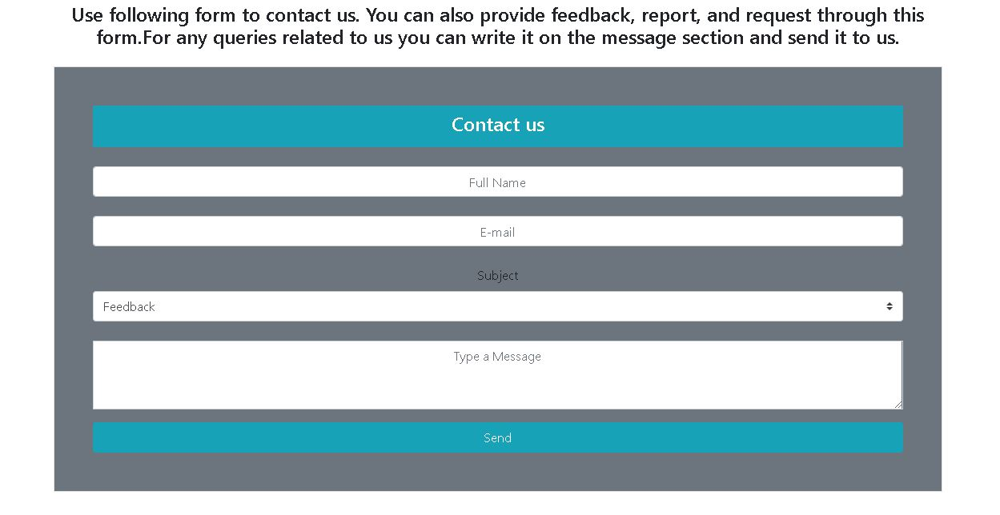 Use following form to contact us. You can also provide feedback, report, and request through this
form.For any queries related to us you can write it on the message section and send it to us.
Contact us
Full Name
E-mail
Subject
Feedback
Type a Message
Send